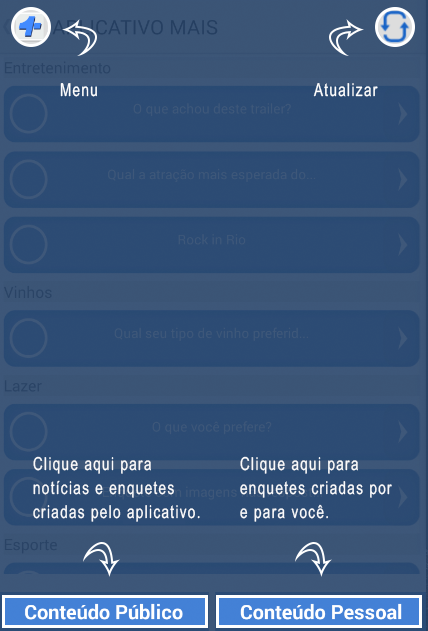 APLICATIVO MAIS
Menu
Atualizar
Entretenimento
O que achou deste trailer?
Qual a atração mais esperada do...
Rock in Rio
Vinhos
Qual seu tipo de vinho preferid...
Lazer
O que você prefere?
Clique aqui para
notícias e enquetes
criadas pelo aplicativo.
Clique aqui para
enquetes criadas por
e para você.
imagens
Esporte
Conteúdo Público
Conteúdo Pessoal